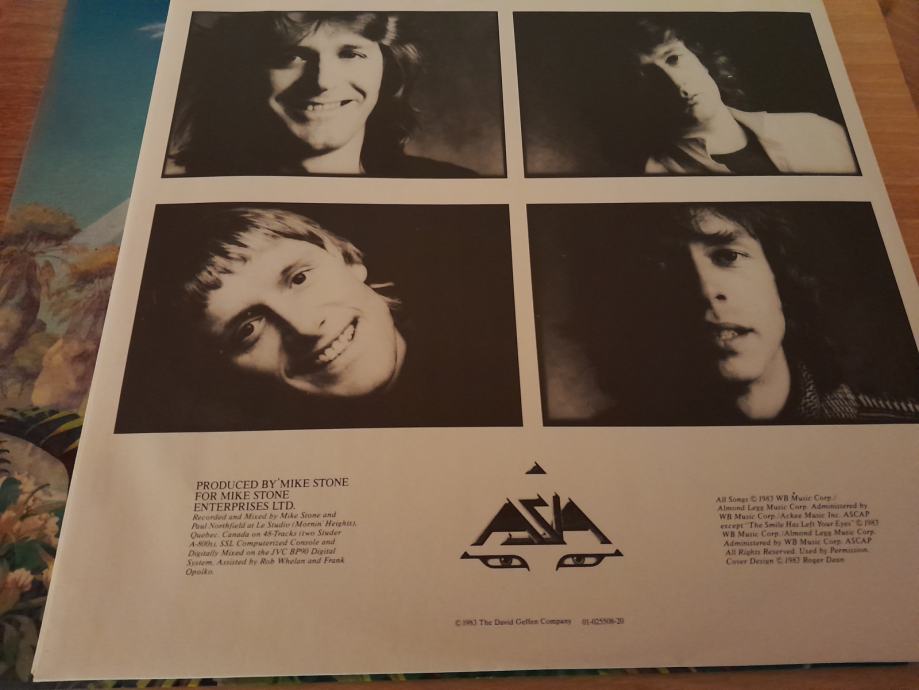 PRODUCED BY MIKE STONE
FOR MIKE STONE
ENTERPRISES LTD.
Recorded and Mixed by Mike Stone and
Paul Northfield at Le Studio (Mornin' Heights),
Quebec, Canada on 48-Tracks (two Studer
A-800s), SSL Computerized Console and
Digitally Mixed on the JVC BP90 Digital
System. Assisted by Rob Whelan and Frank
Opolko.
ASIA
© 1983 The David Geffen Company 01-025508-20
All Songs © 1983 WB Music Corp./
Almond Legg Music Corp. Administered by
WB Music Corp./Ackee Music Inc. ASCAP
except "The Smile Has Left Your Eyes" © 1983
WB Music Corp./Almond Legg Music Corp.
Administered by WB Music Corp. ASCAP
All Rights Reserved. Used by Permission.
Cover Design © 1983 Roger Dean